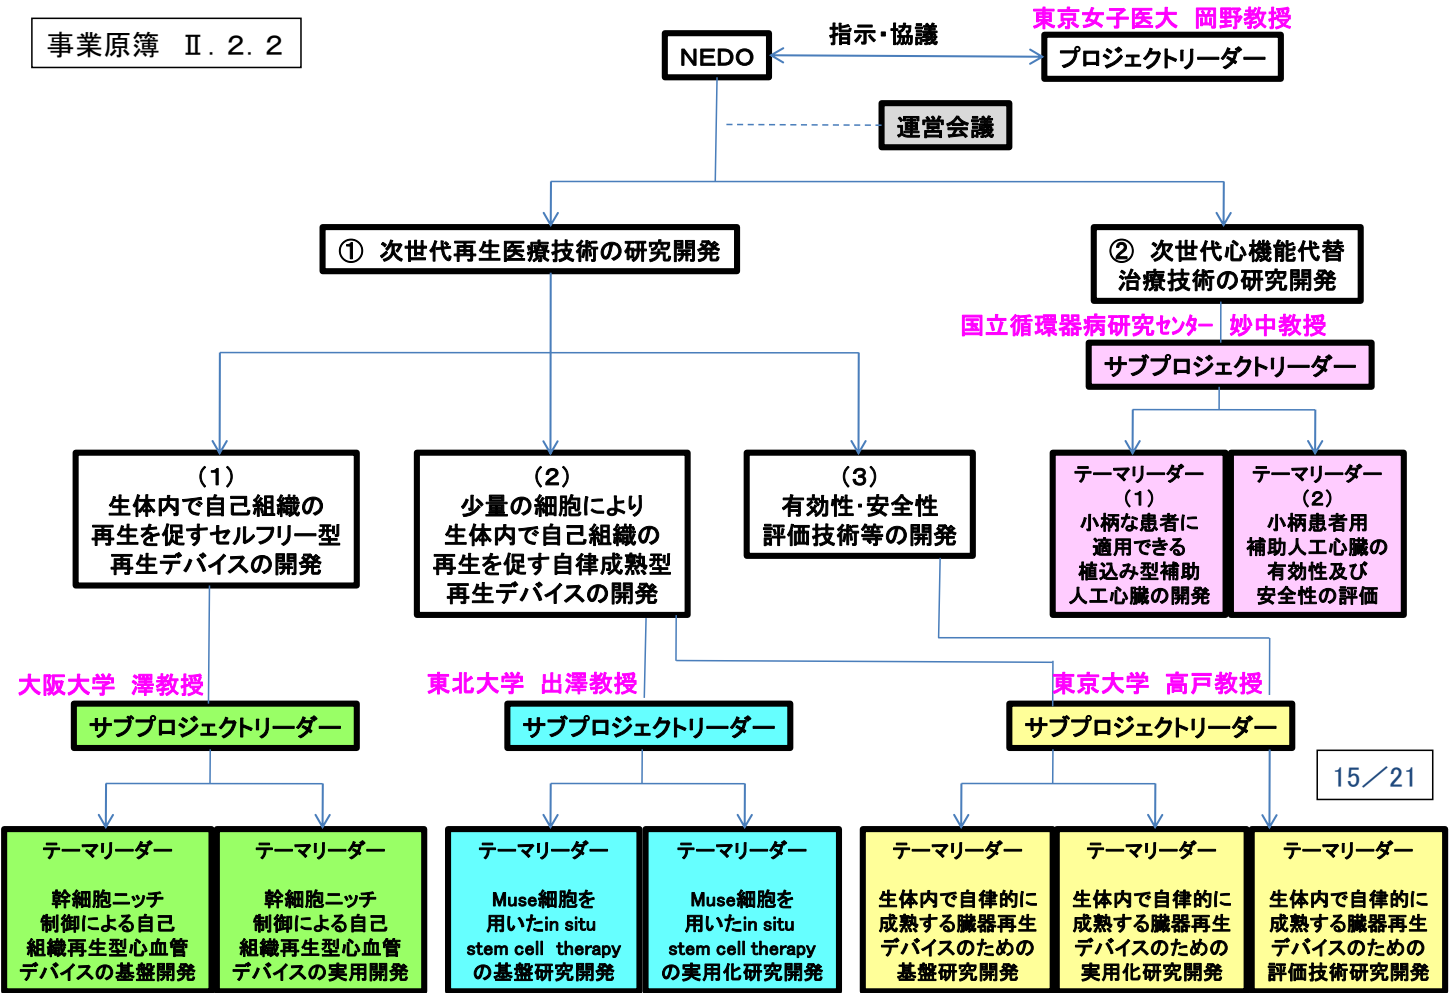 事業原簿　Ⅱ．２．２
NEDO
指示・協議
東京女子医大　岡野教授
プロジェクトリーダー
運営会議
①　次世代再生医療技術の研究開発
②　次世代心機能代替
治療技術の研究開発
国立循環器病研究ｾﾝﾀｰ　妙中教授
サブプロジェクトリーダー
（１）
生体内で自己組織の
再生を促すセルフリー型
再生デバイスの開発
（２）
少量の細胞により
生体内で自己組織の
再生を促す自律成熟型
再生デバイスの開発
（３）
有効性・安全性
評価技術等の開発
テーマリーダー
（１）
小柄な患者に
適用できる
植込み型補助
人工心臓の開発
テーマリーダー
（２）
小柄患者用
補助人工心臓の
有効性及び
安全性の評価
大阪大学　澤教授
サブプロジェクトリーダー
東北大学　出澤教授
サブプロジェクトリーダー
東京大学　高戸教授
サブプロジェクトリーダー
15／21
テーマリーダー
幹細胞ニッチ
制御による自己
組織再生型心血管
デバイスの基盤開発
テーマリーダー
幹細胞ニッチ
制御による自己
組織再生型心血管
デバイスの実用開発
テーマリーダー
Muse細胞を
用いたin situ
stem cell　therapy
の基盤研究開発
テーマリーダー
Muse細胞を
用いたin situ
stem cell therapy
の実用化研究開発
テーマリーダー
生体内で自律的に
成熟する臓器再生
デバイスのための
基盤研究開発
テーマリーダー
生体内で自律的に
成熟する臓器再生
デバイスのための
実用化研究開発
テーマリーダー
生体内で自律的に
成熟する臓器再生
デバイスのための
評価技術研究開発